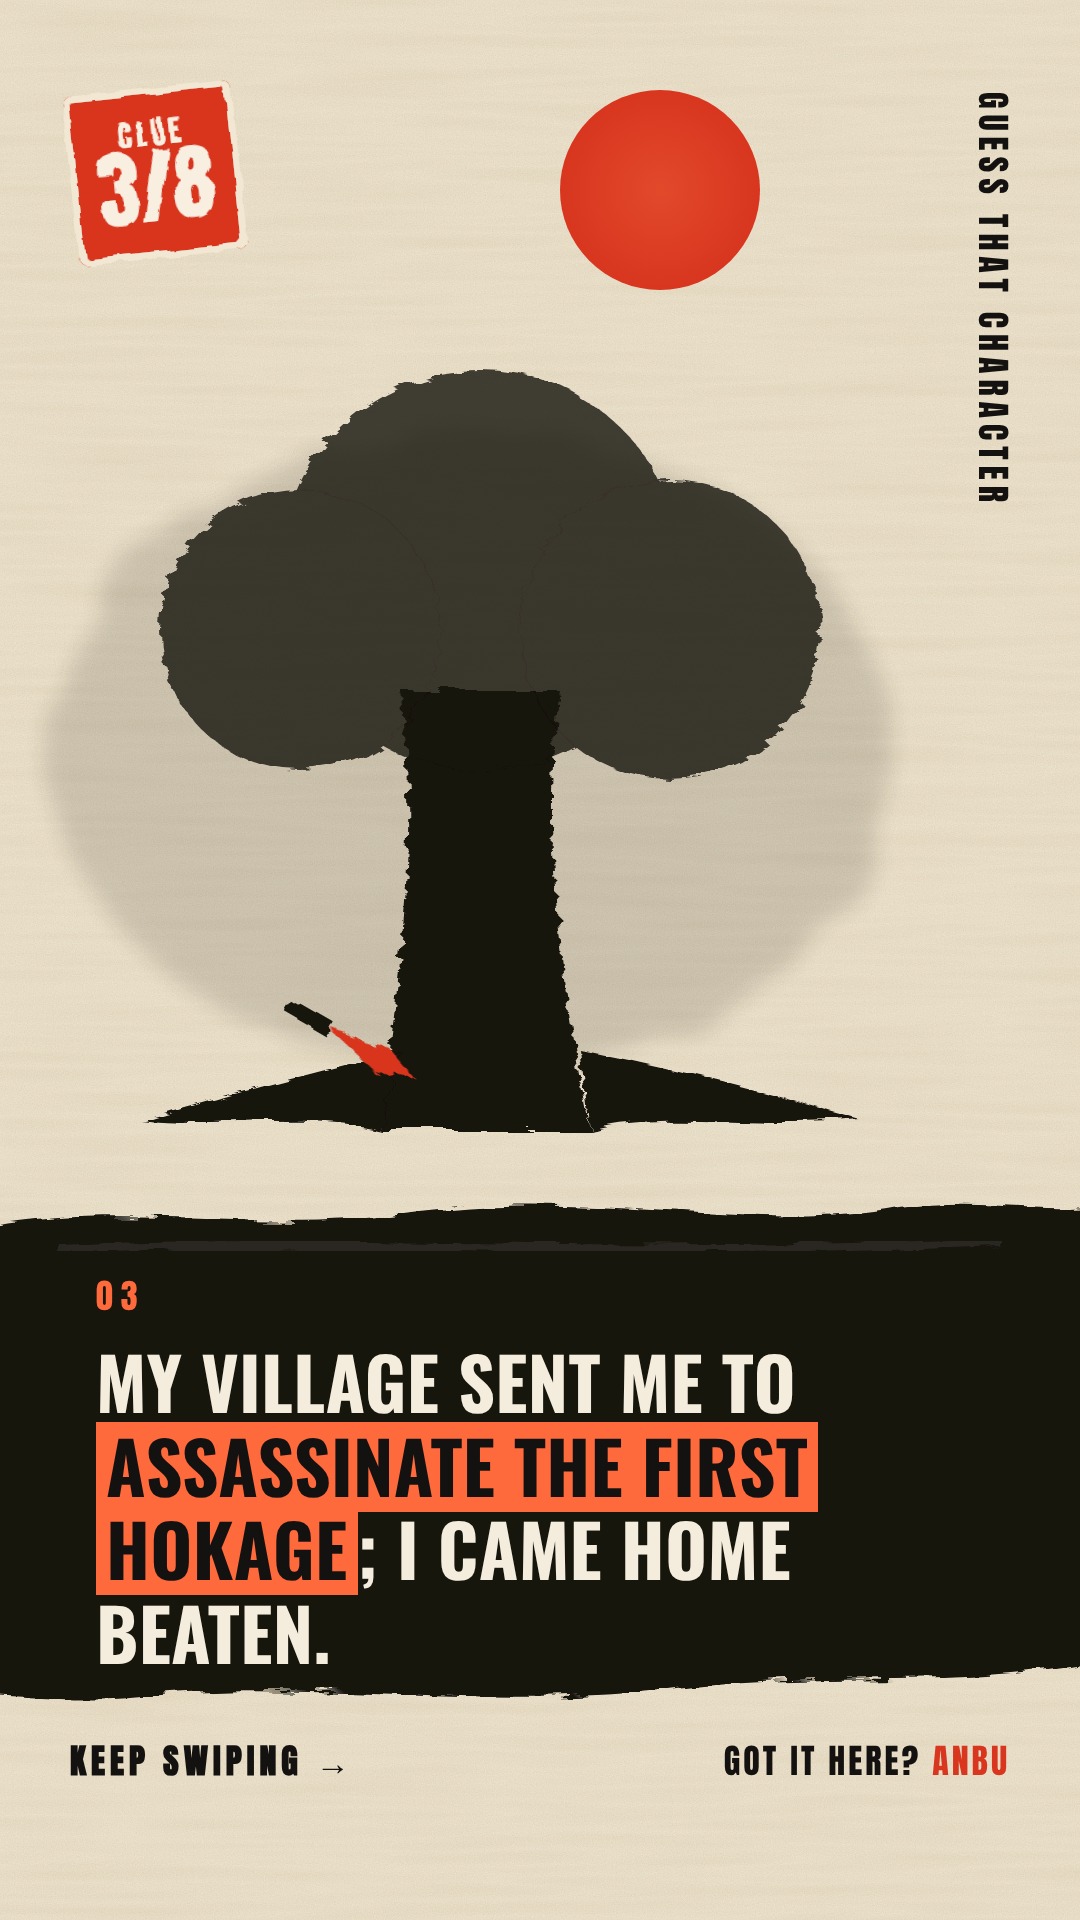 CLUE
3/8
GUESS THAT CHARACTER
03
MY VILLAGE SENT ME TO
ASSASSINATE THE FIRST
HOKAGE; I CAME HOME
BEATEN.
KEEP SWIPING →
GOT IT HERE? ANBU